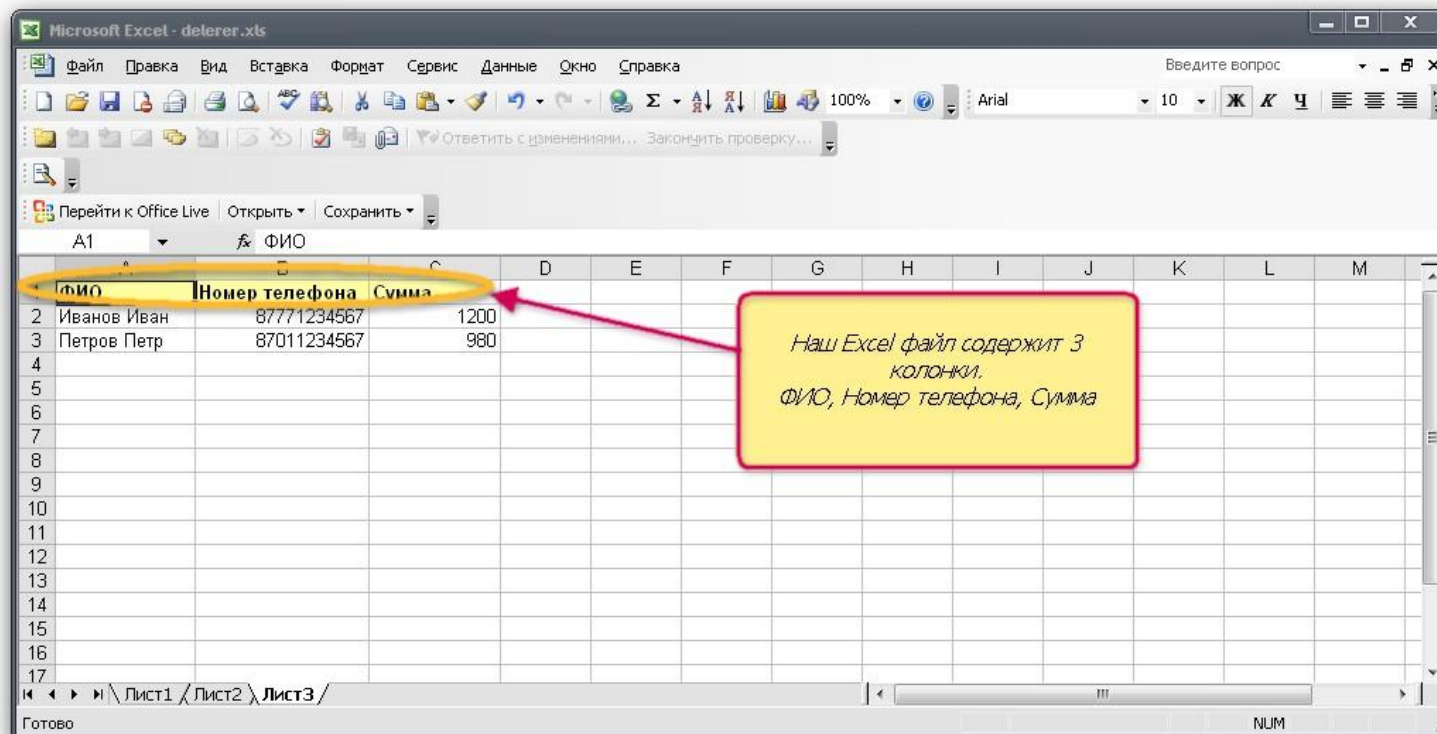 Microsoft Excel - delerer.xls
Файл Правка Вид Вставка Формат Сервис Данные Окно Справка Введите вопрос
100% Arial 10 Ж К Ч
Ответить с изменениями... Закончить проверку...
Перейти к Office Live Открыть Сохранить
A1 fx ФИО
A B C D E F G H I J K L M
1 ФИО Номер телефона Сумма
2 Иванов Иван 87771234567 1200
3 Петров Петр 87011234567 980
4
5
6
7
8
9
10
11
12
13
14
15
16
17
Наш Excel файл содержит 3
колонки.
ФИО, Номер телефона, Сумма
Лист1 Лист2 Лист3
Готово NUM